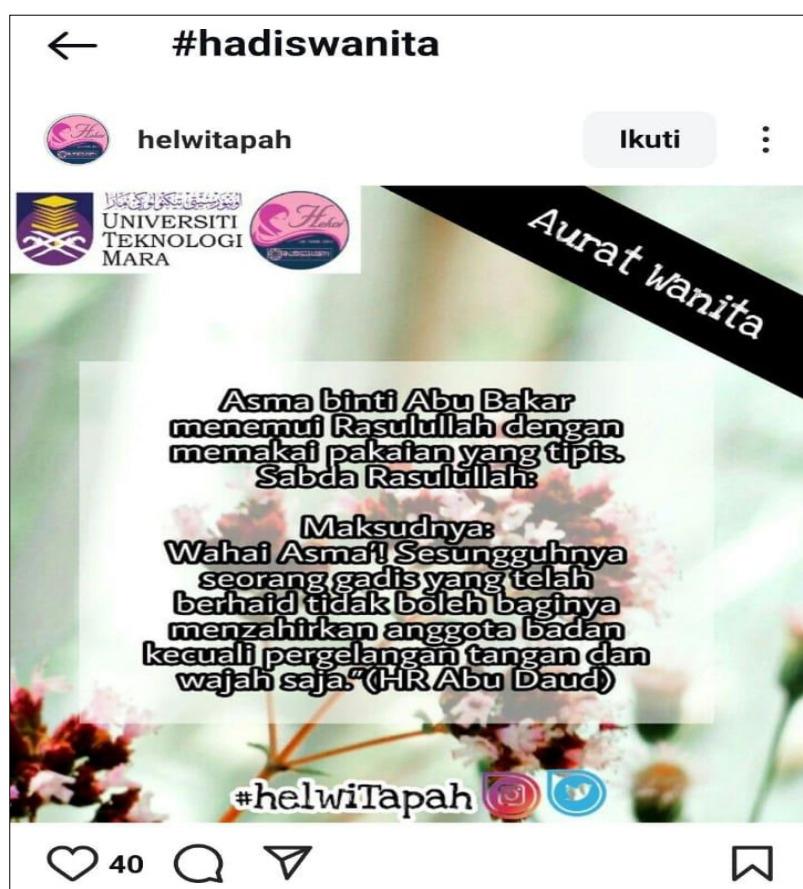 #hadiswanita
helwitapah
Ikuti
UNIVERSITI
TEKNOLOGI
MARA
Hekar
Aurat Wanita
Asma binti Abu Bakar
menemui Rasulullah dengan
memakai pakaian yang tipis.
Sabda Rasulullah:
Maksudnya:
Wahai Asma'! Sesungguhnya
seorang gadis yang telah
berhaid tidak boleh baginya
menzahirkan anggota badan
kecuali pergelangan tangan dan
wajah saja."(HR Abu Daud)
#helwiTapah
40